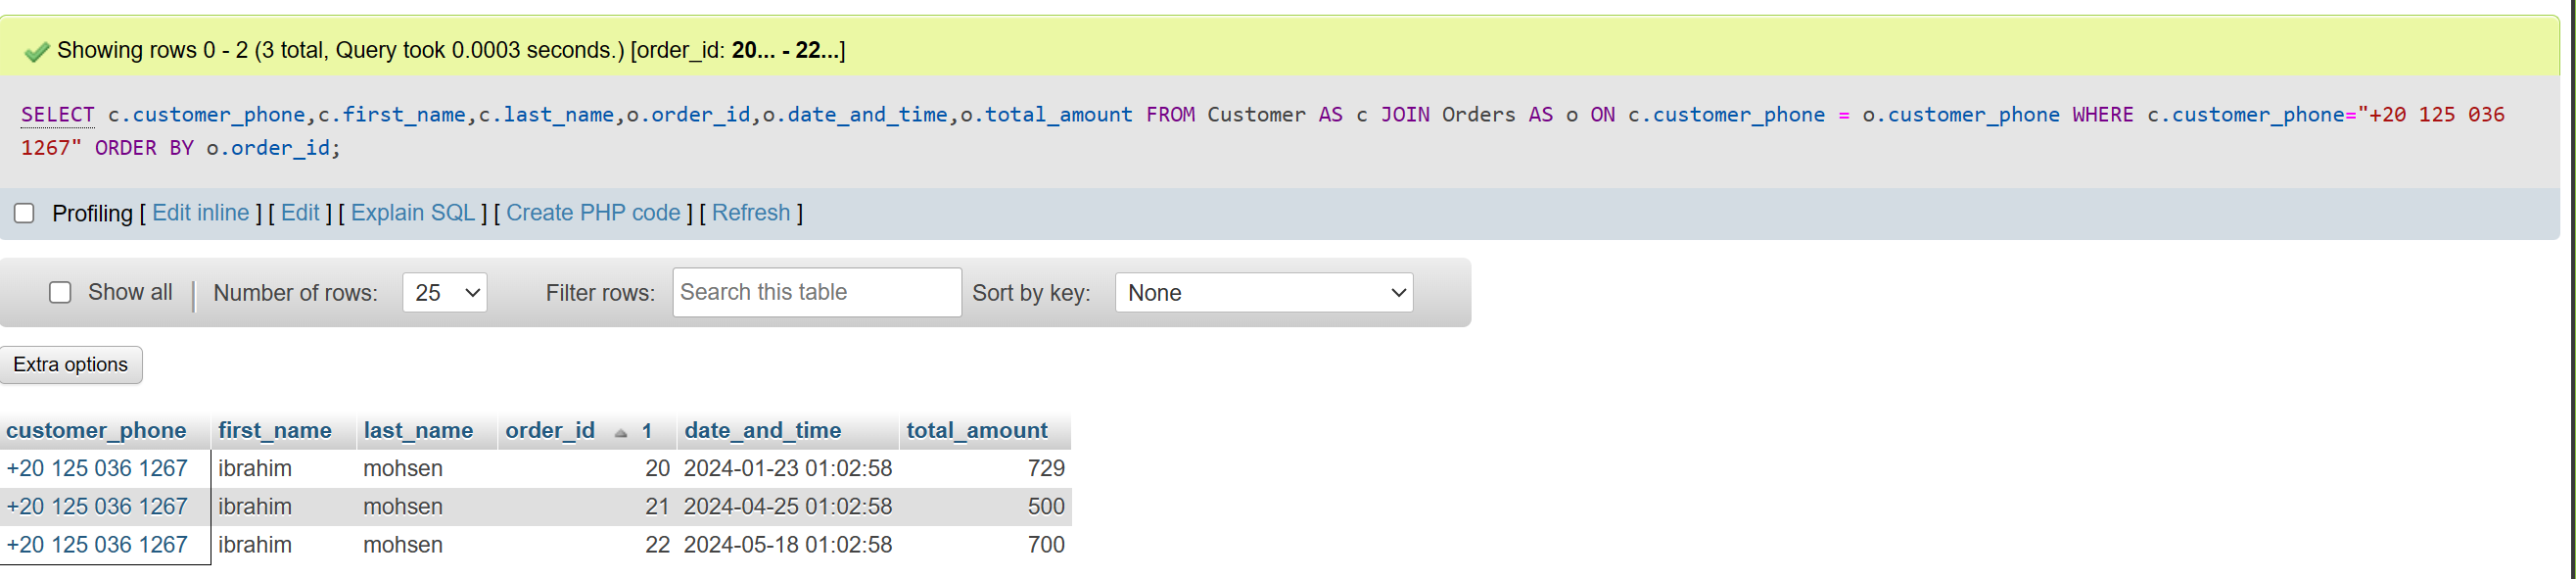 Showing rows 0 - 2 (3 total, Query took 0.0003 seconds.) [order_id: 20... - 22...]
SELECT c.customer_phone,c.first_name,c.last_name,o.order_id,o.date_and_time,o.total_amount FROM Customer AS c JOIN Orders AS o ON c.customer_phone = o.customer_phone WHERE c.customer_phone="+20 125 036
1267" ORDER BY o.order_id;
Profiling [ Edit inline ] [ Edit ] [ Explain SQL ] [ Create PHP code ] [ Refresh ]
Show all | Number of rows: 25 Filter rows: Search this table Sort by key: None
Extra options
customer_phone first_name last_name order_id 1 date_and_time total_amount
+20 125 036 1267 ibrahim mohsen 20 2024-01-23 01:02:58 729
+20 125 036 1267 ibrahim mohsen 21 2024-04-25 01:02:58 500
+20 125 036 1267 ibrahim mohsen 22 2024-05-18 01:02:58 700